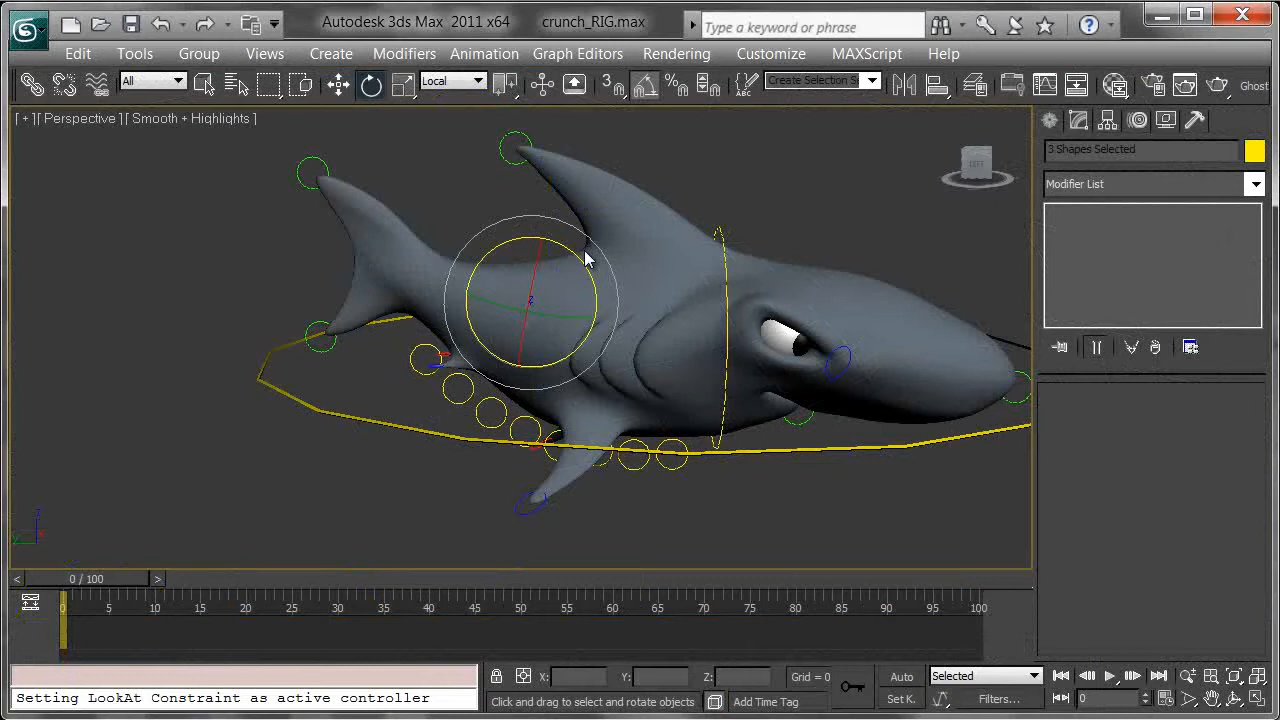 Autodesk 3ds Max 2011 x64 crunch_RIG.max
Type a keyword or phrase
Edit Tools Group Views Create Modifiers Animation Graph Editors Rendering Customize MAXScript Help
All Local Create Selection Se Ghost
[ + ][ Perspective ][ Smooth + Highlights ]
3 Shapes Selected
Modifier List
0 / 100
0 5 10 15 20 25 30 35 40 45 50 55 60 65 70 75 80 85 90 95 100
X: Y: Z: Grid = 0 Auto Selected
Setting LookAt Constraint as active controller
Click and drag to select and rotate objects Add Time Tag Set K. Filters... 0